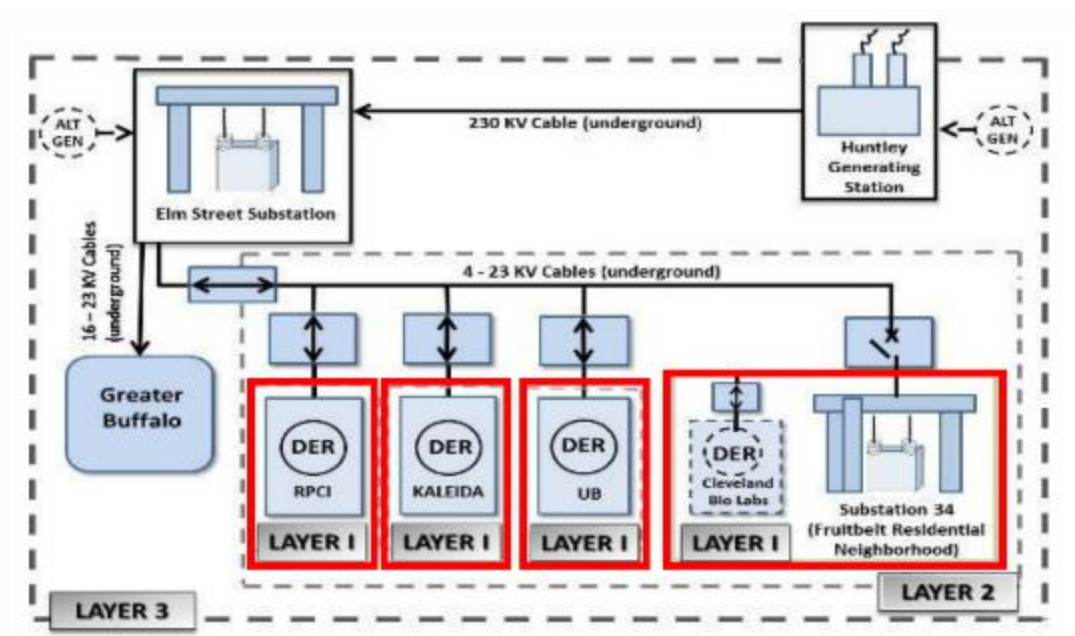 ALT
GEN
Elm Street Substation
230 KV Cable (underground)
Huntley
Generating
Station
ALT
GEN
16 – 23 KV Cables
(underground)
4 - 23 KV Cables (underground)
Greater
Buffalo
DER
RPCI
LAYER I
DER
KALEIDA
LAYER I
DER
UB
LAYER I
DER
Cleveland
Bio Labs
LAYER I
Substation 34
(Fruitbelt Residential
Neighborhood)
LAYER 2
LAYER 3